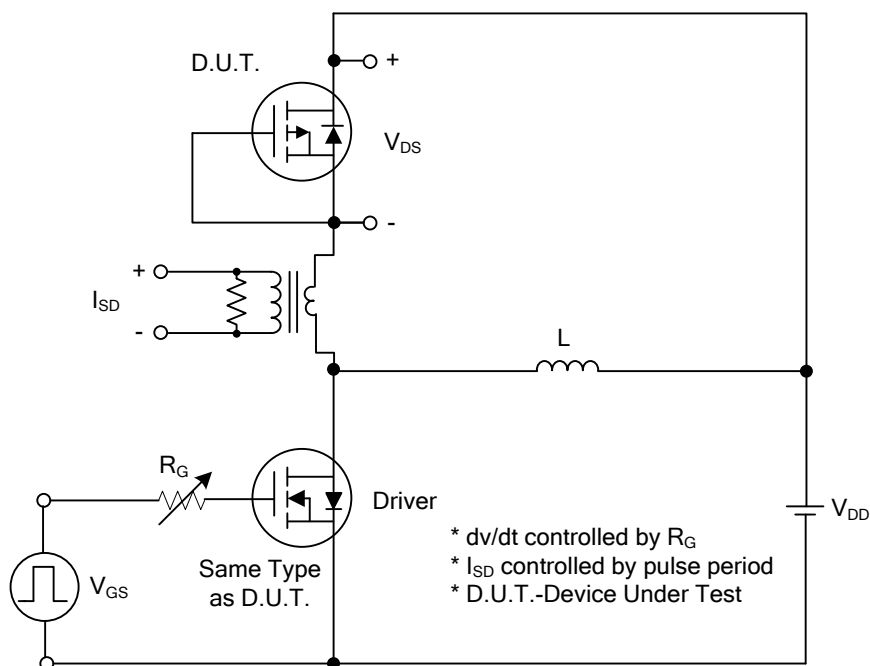 D.U.T.
+
V_DS
-
+
I_SD
-
L
R_G
Driver
V_DD
V_GS
Same Type
as D.U.T.
* dv/dt controlled by R_G
* I_SD controlled by pulse period
* D.U.T.-Device Under Test